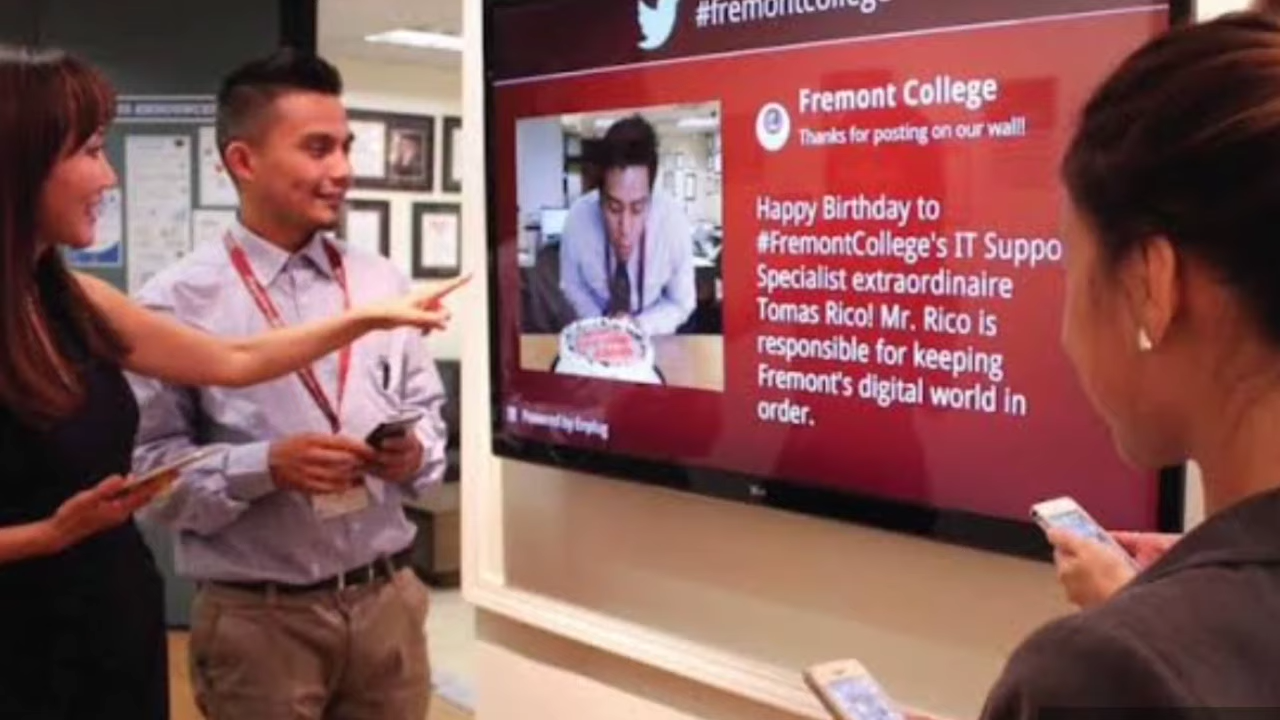 #fremontcollege
Fremont College
Thanks for posting on our wall!!
Happy Birthday to
#FremontCollege's IT Suppo
Specialist extraordinaire
Tomas Rico! Mr. Rico is
responsible for keeping
Fremont's digital world in
order.
Powered by Enplug